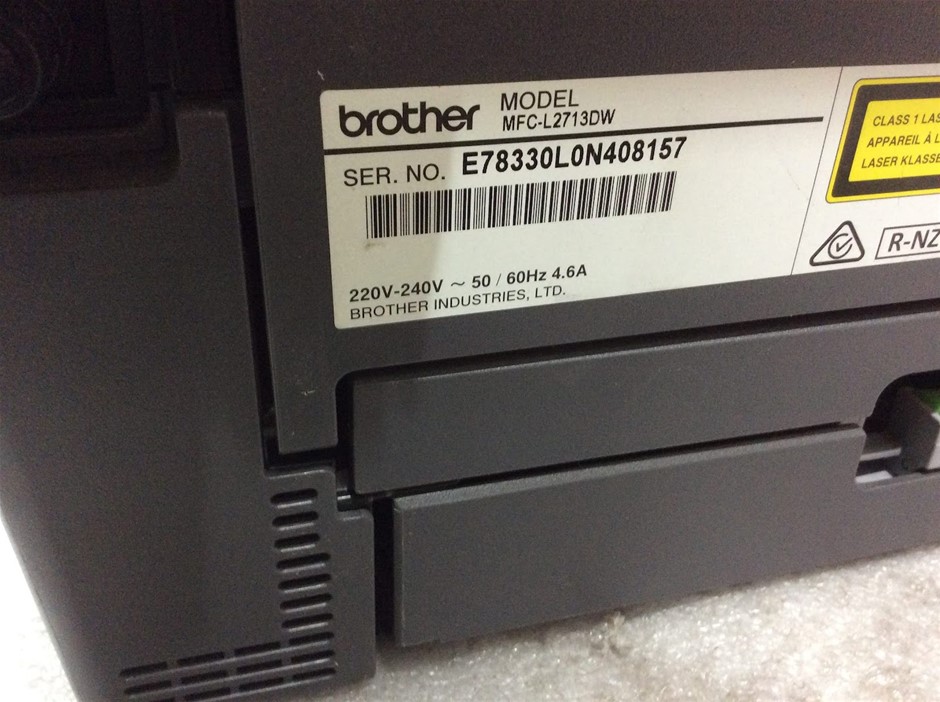 brother MODEL
MFC-L2713DW
SER. NO. E78330L0N408157
220V-240V ~ 50 / 60Hz 4.6A
BROTHER INDUSTRIES, LTD.
CLASS 1
APPAREIL À
LASER KLASSE
R-NZ